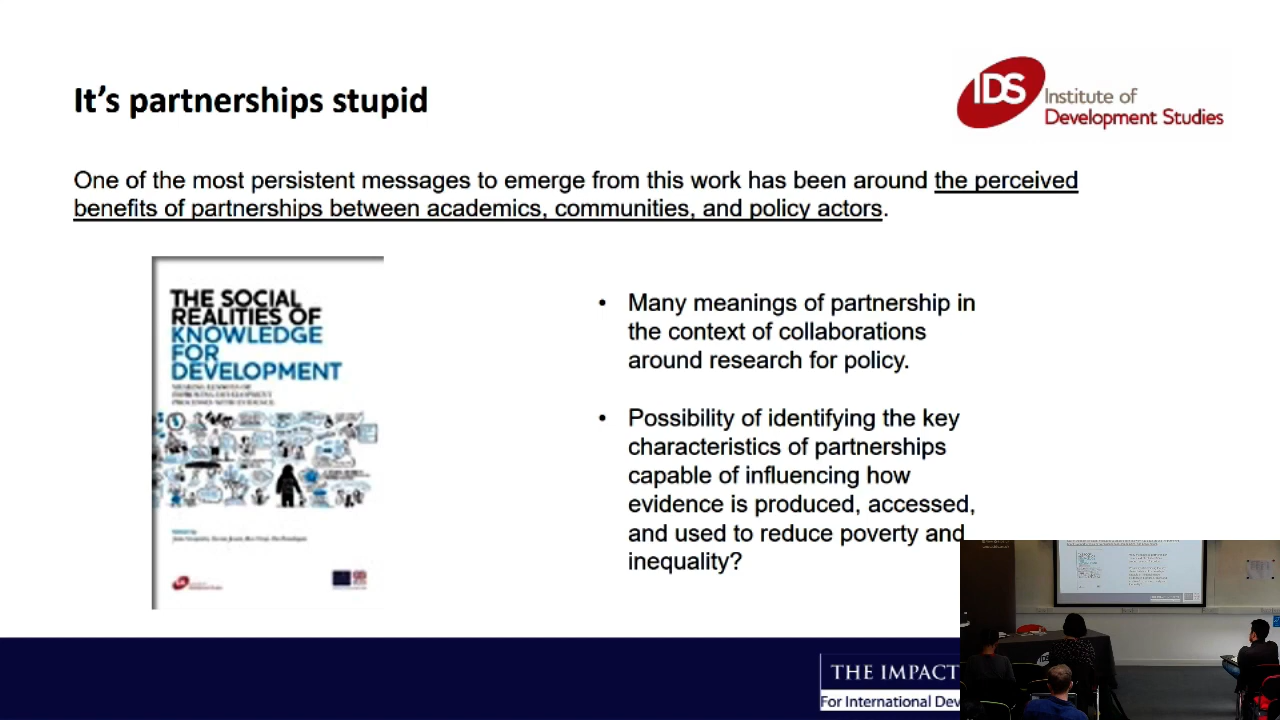 It's partnerships stupid
IDS
Institute of
Development Studies
One of the most persistent messages to emerge from this work has been around the perceived
benefits of partnerships between academics, communities, and policy actors.
THE SOCIAL
REALITIES OF
KNOWLEDGE
FOR
DEVELOPMENT
• Many meanings of partnership in
the context of collaborations
around research for policy.
• Possibility of identifying the key
characteristics of partnerships
capable of influencing how
evidence is produced, accessed,
and used to reduce poverty and
inequality?
THE IMPACT
For International Dev
IDS